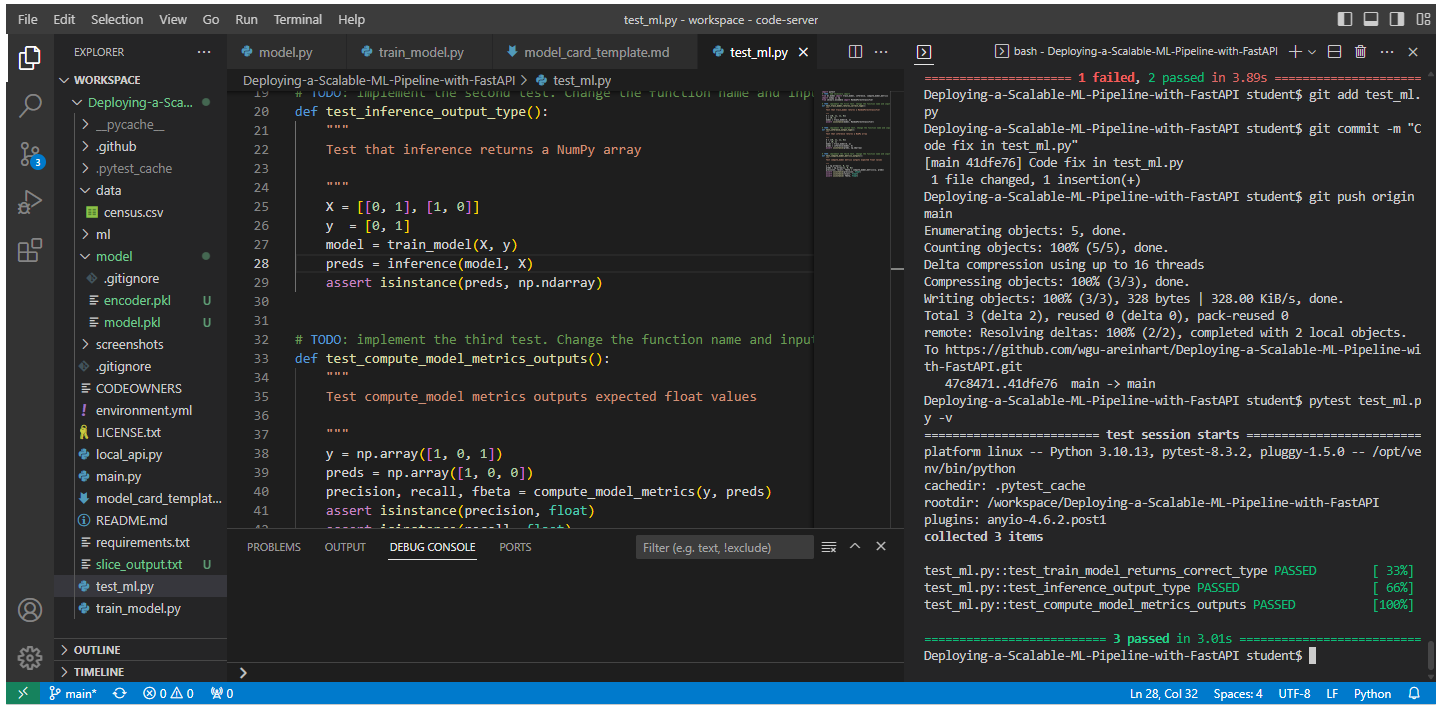 File Edit Selection View Go Run Terminal Help
test_ml.py - workspace - code-server
EXPLORER
WORKSPACE
Deploying-a-Sca...
__pycache__
.github
.pytest_cache
data
census.csv
ml
model
.gitignore
encoder.pkl U
model.pkl U
screenshots
.gitignore
CODEOWNERS
environment.yml
LICENSE.txt
local_api.py
main.py
model_card_templat...
README.md
requirements.txt
slice_output.txt U
test_ml.py
train_model.py
OUTLINE
TIMELINE
3
model.py train_model.py model_card_template.md test_ml.py
Deploying-a-Scalable-ML-Pipeline-with-FastAPI > test_ml.py
19 # TODO: implement the second test. Change the function name and inpu
20 def test_inference_output_type():
21 """
22 Test that inference returns a NumPy array
23
24 """
25 X = [[0, 1], [1, 0]]
26 y  = [0, 1]
27 model = train_model(X, y)
28 preds = inference(model, X)
29 assert isinstance(preds, np.ndarray)
30
31
32 # TODO: implement the third test. Change the function name and input
33 def test_compute_model_metrics_outputs():
34 """
35 Test compute_model metrics outputs expected float values
36
37 """
38 y = np.array([1, 0, 1])
39 preds = np.array([1, 0, 0])
40 precision, recall, fbeta = compute_model_metrics(y, preds)
41 assert isinstance(precision, float)
42 assert isinstance(recall, float)
PROBLEMS OUTPUT DEBUG CONSOLE PORTS
Filter (e.g. text, !exclude)
bash - Deploying-a-Scalable-ML-Pipeline-with-FastAPI
===================== 1 failed, 2 passed in 3.89s =====================
Deploying-a-Scalable-ML-Pipeline-with-FastAPI student$ git add test_ml.
py
Deploying-a-Scalable-ML-Pipeline-with-FastAPI student$ git commit -m "C
ode fix in test_ml.py"
[main 41dfe76] Code fix in test_ml.py
1 file changed, 1 insertion(+)
Deploying-a-Scalable-ML-Pipeline-with-FastAPI student$ git push origin
main
Enumerating objects: 5, done.
Counting objects: 100% (5/5), done.
Delta compression using up to 16 threads
Compressing objects: 100% (3/3), done.
Writing objects: 100% (3/3), 328 bytes | 328.00 KiB/s, done.
Total 3 (delta 2), reused 0 (delta 0), pack-reused 0
remote: Resolving deltas: 100% (2/2), completed with 2 local objects.
To https://github.com/wgu-areinhart/Deploying-a-Scalable-ML-Pipeline-wi
th-FastAPI.git
47c8471..41dfe76  main -> main
Deploying-a-Scalable-ML-Pipeline-with-FastAPI student$ pytest test_ml.p
y -v
========================= test session starts =========================
platform linux -- Python 3.10.13, pytest-8.3.2, pluggy-1.5.0 -- /opt/ve
nv/bin/python
cachedir: .pytest_cache
rootdir: /workspace/Deploying-a-Scalable-ML-Pipeline-with-FastAPI
plugins: anyio-4.6.2.post1
collected 3 items
test_ml.py::test_train_model_returns_correct_type PASSED [ 33%]
test_ml.py::test_inference_output_type PASSED [ 66%]
test_ml.py::test_compute_model_metrics_outputs PASSED [100%]
========================== 3 passed in 3.01s ==========================
Deploying-a-Scalable-ML-Pipeline-with-FastAPI student$
main* 0 0 0
Ln 28, Col 32 Spaces: 4 UTF-8 LF Python